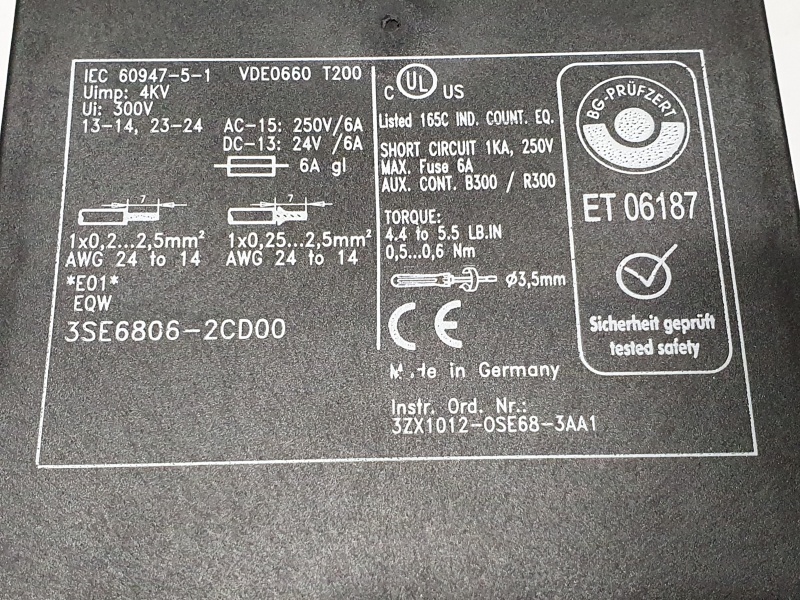 IEC 60947-5-1 VDE0660 T200
Uimp: 4KV
Ui: 300V
13-14, 23-24 AC-15: 250V/6A
DC-13: 24V /6A
6A gl
7 7
1x0,2...2,5mm² 1x0,25...2,5mm²
AWG 24 to 14 AWG 24 to 14
*E01*
EQW
3SE6806-2CD00
C UL US
Listed 165C IND. COUNT. EQ.
SHORT CIRCUIT 1KA, 250V
MAX. Fuse 6A
AUX. CONT. B300 / R300
TORQUE:
4.4 to 5.5 LB.IN
0,5...0,6 Nm
Ø3,5mm
CE
Made in Germany
Instr. Ord. Nr.:
3ZX1012-0SE68-3AA1
BG-PRÜFZERT
ET 06187
Sicherheit geprüft
tested safety